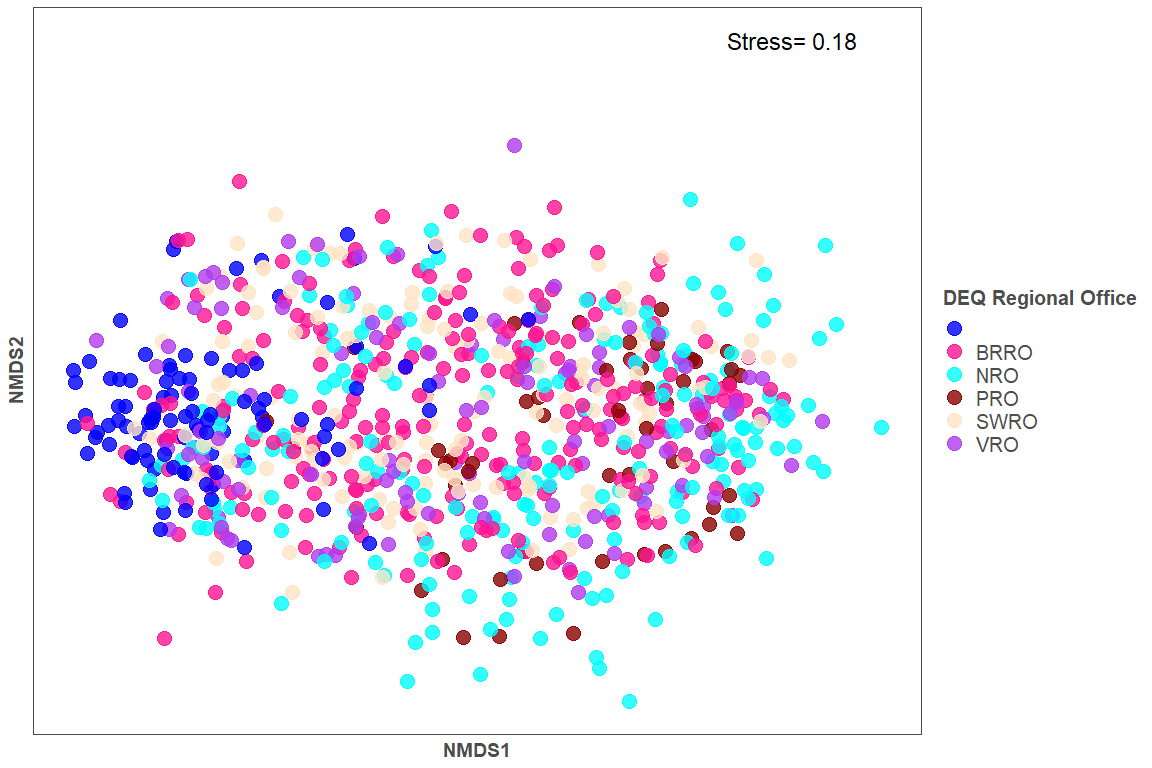 Stress= 0.18
NMDS2
NMDS1
DEQ Regional Office
BRRO
NRO
PRO
SWRO
VRO